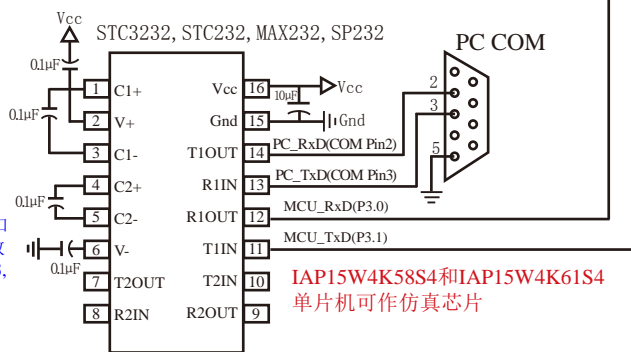 Vcc
STC3232, STC232, MAX232, SP232
PC COM
0.1μF
1 C1+ Vcc 16 Vcc
0.1μF
10μF
2 V+ Gnd 15 Gnd
2
3
5
3 C1- T1OUT 14 PC_RxD(COM Pin2)
4 C2+ R1IN 13 PC_TxD(COM Pin3)
0.1μF
5 C2- R1OUT 12 MCU_RxD(P3.0)
6 V- T1IN 11 MCU_TxD(P3.1)
0.1μF
7 T2OUT T2IN 10
8 R2IN R2OUT 9
IAP15W4K58S4和IAP15W4K61S4
单片机可作仿真芯片